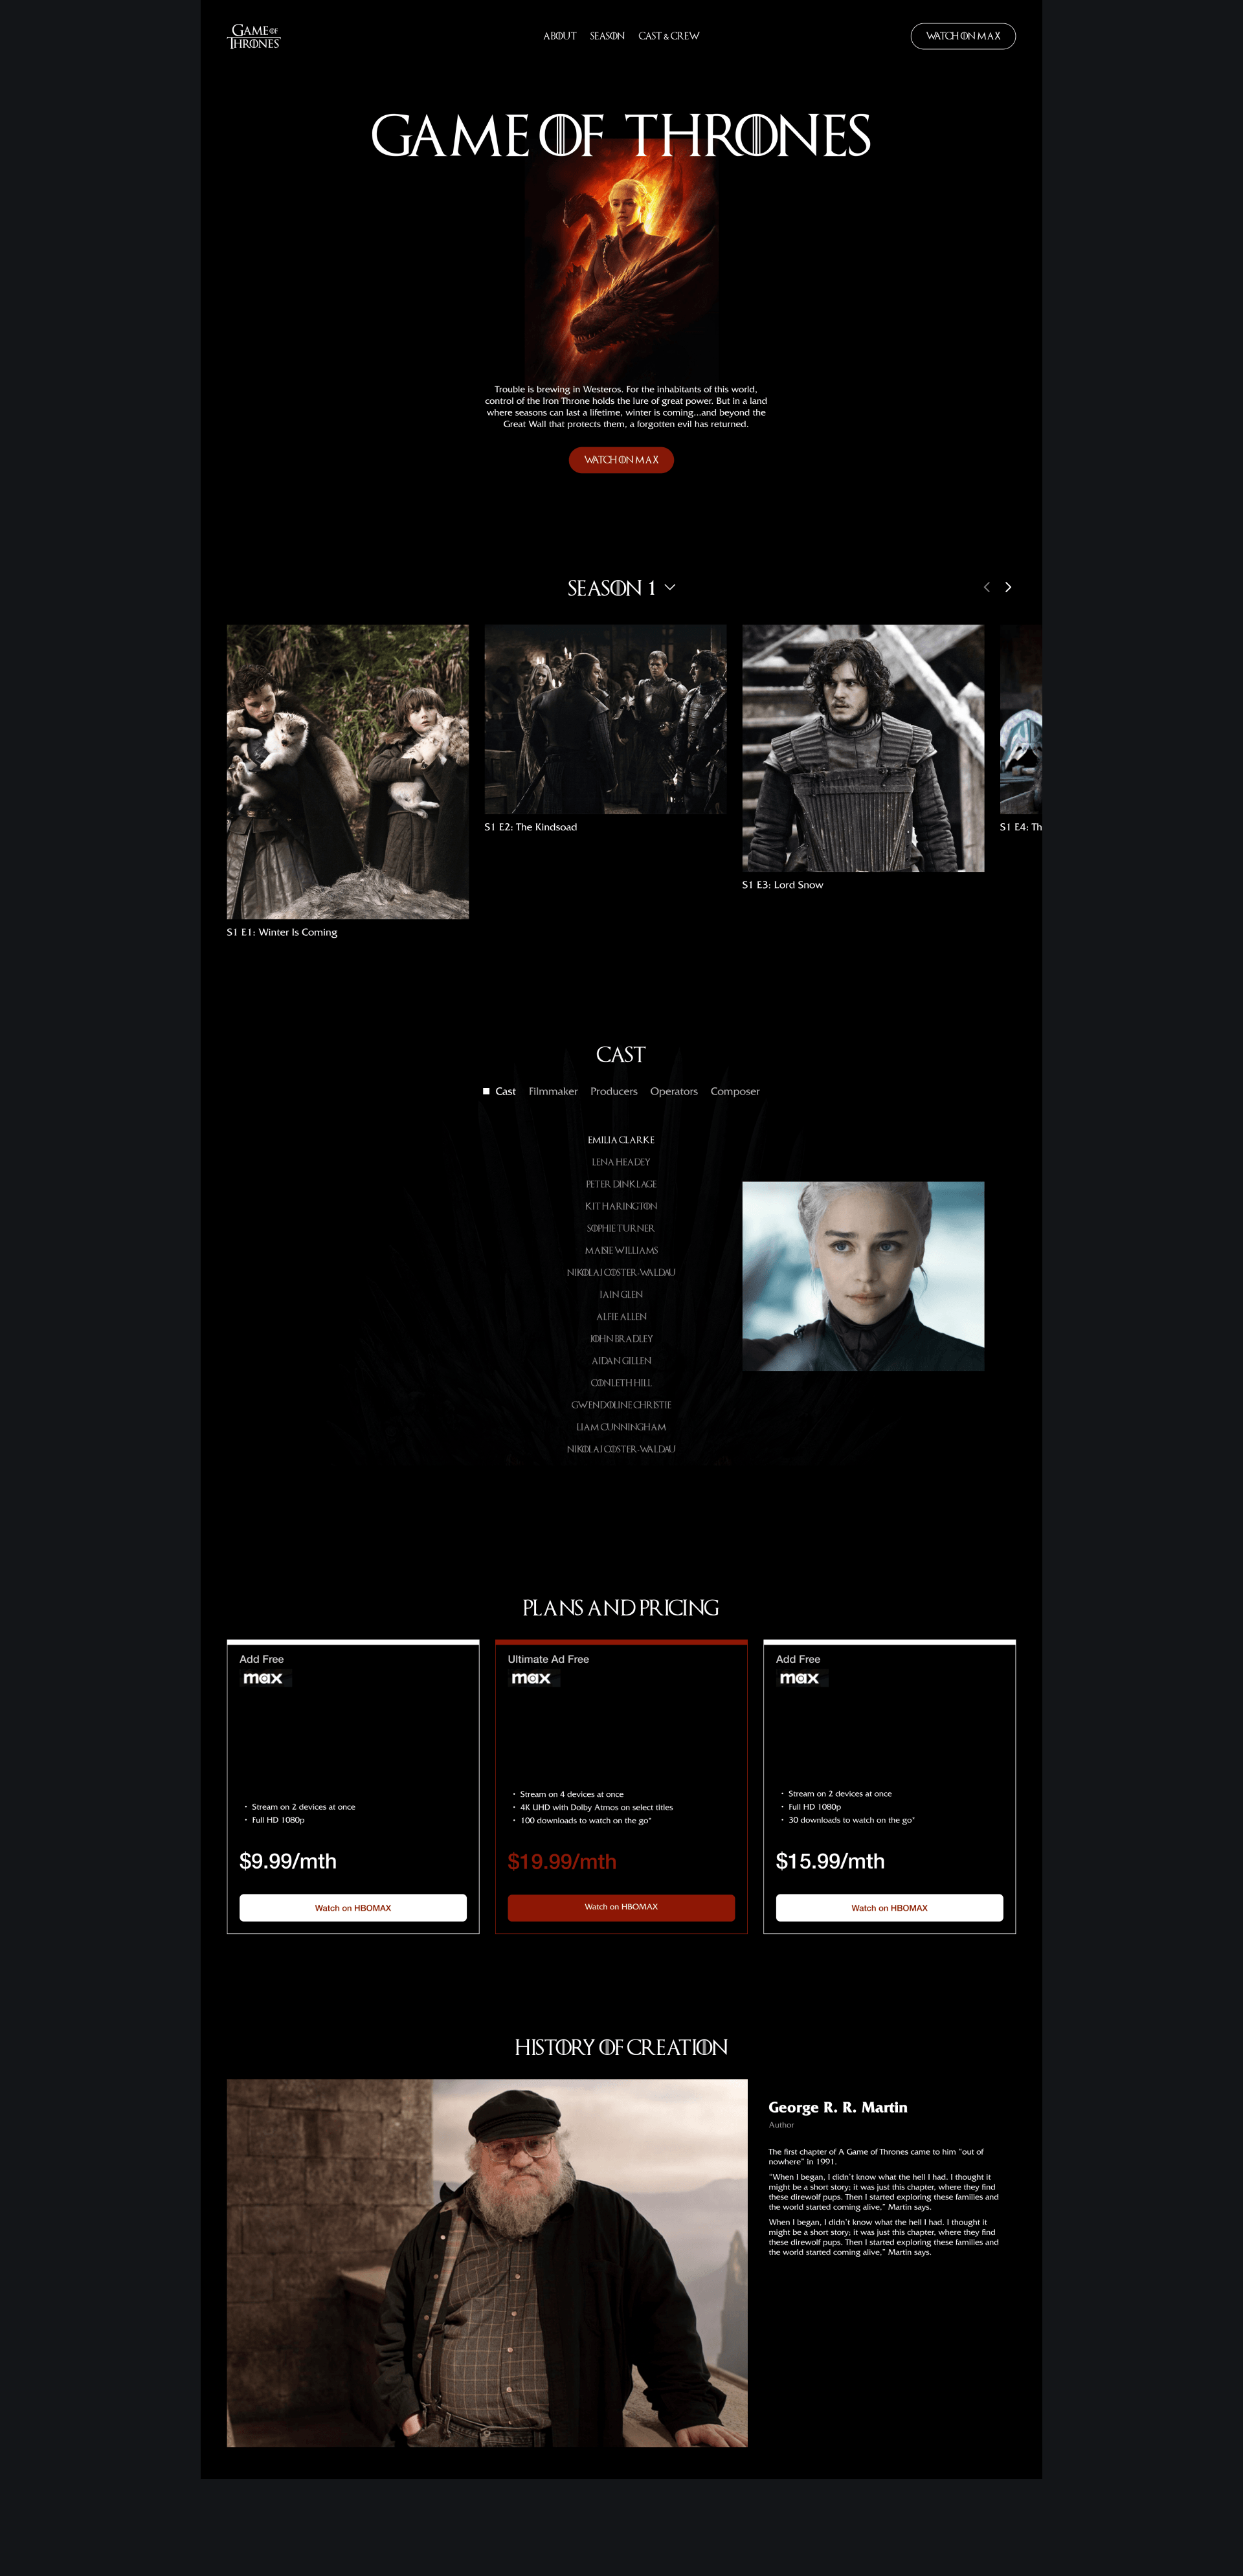 GAME OF
THRONES
ABOUT SEASON CAST & CREW
WATCH ON MAX
GAME OF THRONES
Trouble is brewing in Westeros. For the inhabitants of this world,
control of the Iron Throne holds the lure of great power. But in a land
where seasons can last a lifetime, winter is coming...and beyond the
Great Wall that protects them, a forgotten evil has returned.
WATCH ON MAX
SEASON 1
S1 E1: Winter Is Coming
S1 E2: The Kindsoad
S1 E3: Lord Snow
S1 E4: Th
CAST
Cast Filmmaker Producers Operators Composer
EMILIA CLARKE
LENA HEADEY
PETER DINKLAGE
KIT HARINGTON
SOPHIE TURNER
MAISIE WILLIAMS
NIKOLAI COSTER-WALDAU
IAIN GLEN
ALFIE ALLEN
JOHN BRADLEY
AIDAN GILLEN
CONLETH HILL
GWENDOLINE CHRISTIE
LIAM CUNNINGHAM
NIKOLAI COSTER-WALDAU
PLANS AND PRICING
Add Free
max
• Stream on 2 devices at once
• Full HD 1080p
$9.99/mth
Watch on HBOMAX
Ultimate Ad Free
max
• Stream on 4 devices at once
• 4K UHD with Dolby Atmos on select titles
• 100 downloads to watch on the go*
$19.99/mth
Watch on HBOMAX
Add Free
max
• Stream on 2 devices at once
• Full HD 1080p
• 30 downloads to watch on the go*
$15.99/mth
Watch on HBOMAX
HISTORY OF CREATION
George R. R. Martin
Author
The first chapter of A Game of Thrones came to him “out of
nowhere” in 1991.
“When I began, I didn’t know what the hell I had. I thought it
might be a short story; it was just this chapter, where they find
these direwolf pups. Then I started exploring these families and
the world started coming alive,” Martin says.
When I began, I didn’t know what the hell I had. I thought it
might be a short story; it was just this chapter, where they find
these direwolf pups. Then I started exploring these families and
the world started coming alive,” Martin says.